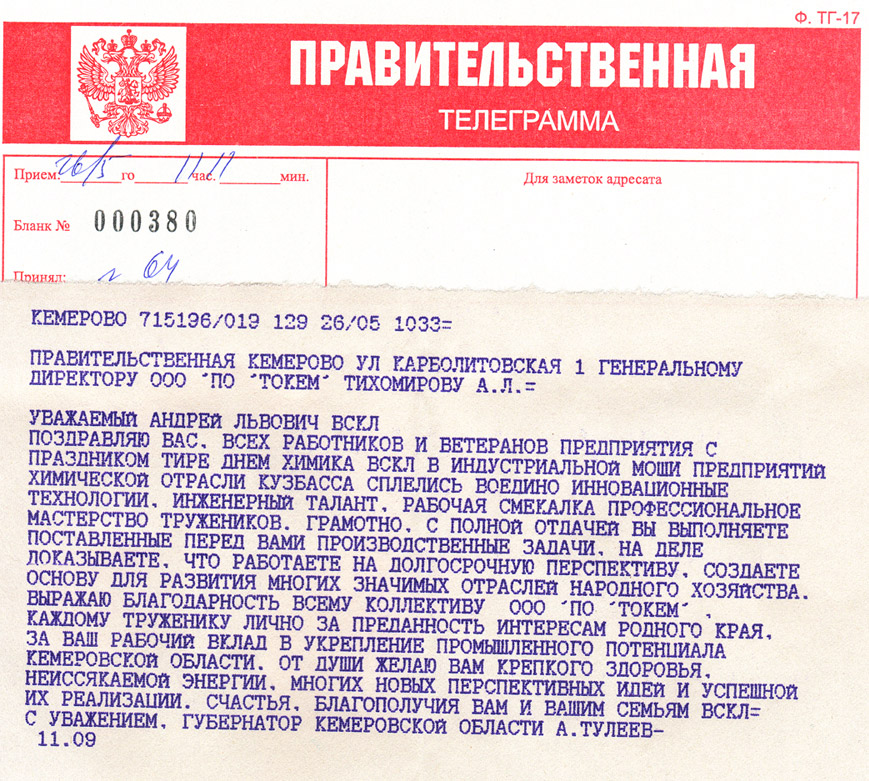 Ф. ТГ-17
ПРАВИТЕЛЬСТВЕННАЯ
ТЕЛЕГРАММА
Прием: 26/5 го 11 час. 11 мин.
Для заметок адресата
Бланк № 000380
Принял: 64
КЕМЕРОВО 715196/019 129 26/05 1033=
ПРАВИТЕЛЬСТВЕННАЯ КЕМЕРОВО УЛ КАРБОЛИТОВСКАЯ 1 ГЕНЕРАЛЬНОМУ
ДИРЕКТОРУ ООО "ПО "ТОКЕМ" ТИХОМИРОВУ А.Л.=
УВАЖАЕМЫЙ АНДРЕЙ ЛЬВОВИЧ ВСКЛ
ПОЗДРАВЛЯЮ ВАС, ВСЕХ РАБОТНИКОВ И ВЕТЕРАНОВ ПРЕДПРИЯТИЯ С
ПРАЗДНИКОМ ТИРЕ ДНЕМ ХИМИКА ВСКЛ В ИНДУСТРИАЛЬНОЙ МОЩИ ПРЕДПРИЯТИЙ
ХИМИЧЕСКОЙ ОТРАСЛИ КУЗБАССА СПЛЕЛИСЬ ВОЕДИНО ИННОВАЦИОННЫЕ
ТЕХНОЛОГИИ, ИНЖЕНЕРНЫЙ ТАЛАНТ, РАБОЧАЯ СМЕКАЛКА ПРОФЕССИОНАЛЬНОЕ
МАСТЕРСТВО ТРУЖЕНИКОВ. ГРАМОТНО, С ПОЛНОЙ ОТДАЧЕЙ ВЫ ВЫПОЛНЯЕТЕ
ПОСТАВЛЕННЫЕ ПЕРЕД ВАМИ ПРОИЗВОДСТВЕННЫЕ ЗАДАЧИ, НА ДЕЛЕ
ДОКАЗЫВАЕТЕ, ЧТО РАБОТАЕТЕ НА ДОЛГОСРОЧНУЮ ПЕРСПЕКТИВУ, СОЗДАЕТЕ
ОСНОВУ ДЛЯ РАЗВИТИЯ МНОГИХ ЗНАЧИМЫХ ОТРАСЛЕЙ НАРОДНОГО ХОЗЯЙСТВА.
ВЫРАЖАЮ БЛАГОДАРНОСТЬ ВСЕМУ КОЛЛЕКТИВУ ООО "ПО "ТОКЕМ" ,
КАЖДОМУ ТРУЖЕНИКУ ЛИЧНО ЗА ПРЕДАННОСТЬ ИНТЕРЕСАМ РОДНОГО КРАЯ,
ЗА ВАШ РАБОЧИЙ ВКЛАД В УКРЕПЛЕНИЕ ПРОМЫШЛЕННОГО ПОТЕНЦИАЛА
КЕМЕРОВСКОЙ ОБЛАСТИ. ОТ ДУШИ ЖЕЛАЮ ВАМ КРЕПКОГО ЗДОРОВЬЯ,
НЕИССЯКАЕМОЙ ЭНЕРГИИ, МНОГИХ НОВЫХ ПЕРСПЕКТИВНЫХ ИДЕЙ И УСПЕШНОЙ
ИХ РЕАЛИЗАЦИИ. СЧАСТЬЯ, БЛАГОПОЛУЧИЯ ВАМ И ВАШИМ СЕМЬЯМ ВСКЛ=
С УВАЖЕНИЕМ, ГУБЕРНАТОР КЕМЕРОВСКОЙ ОБЛАСТИ А.ТУЛЕЕВ-
11.09